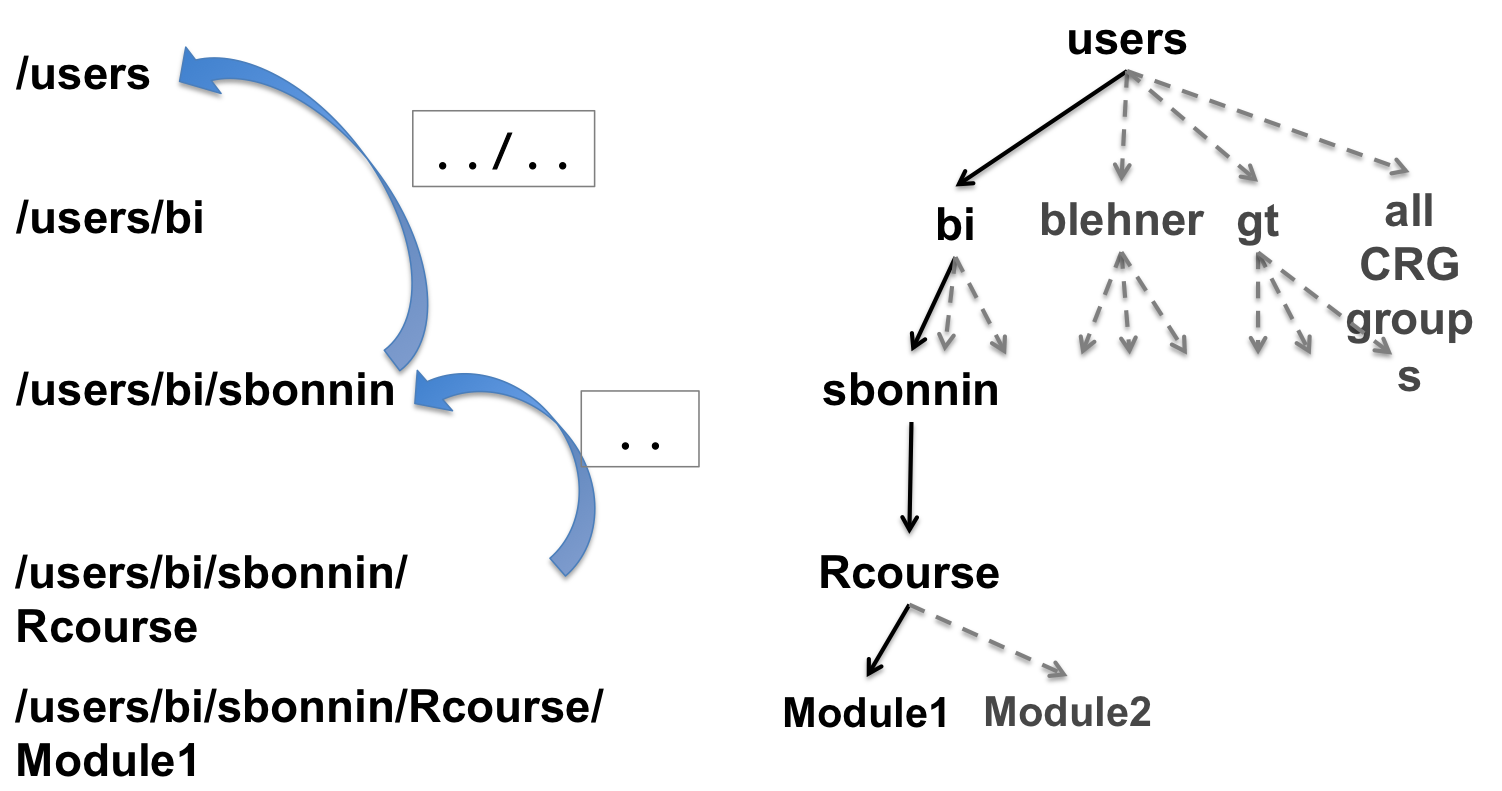 /users
../..
/users/bi
/users/bi/sbonnin
..
/users/bi/sbonnin/
Rcourse
/users/bi/sbonnin/Rcourse/
Module1
users
bi
blehner
gt
all
CRG
group
s
sbonnin
Rcourse
Module1
Module2